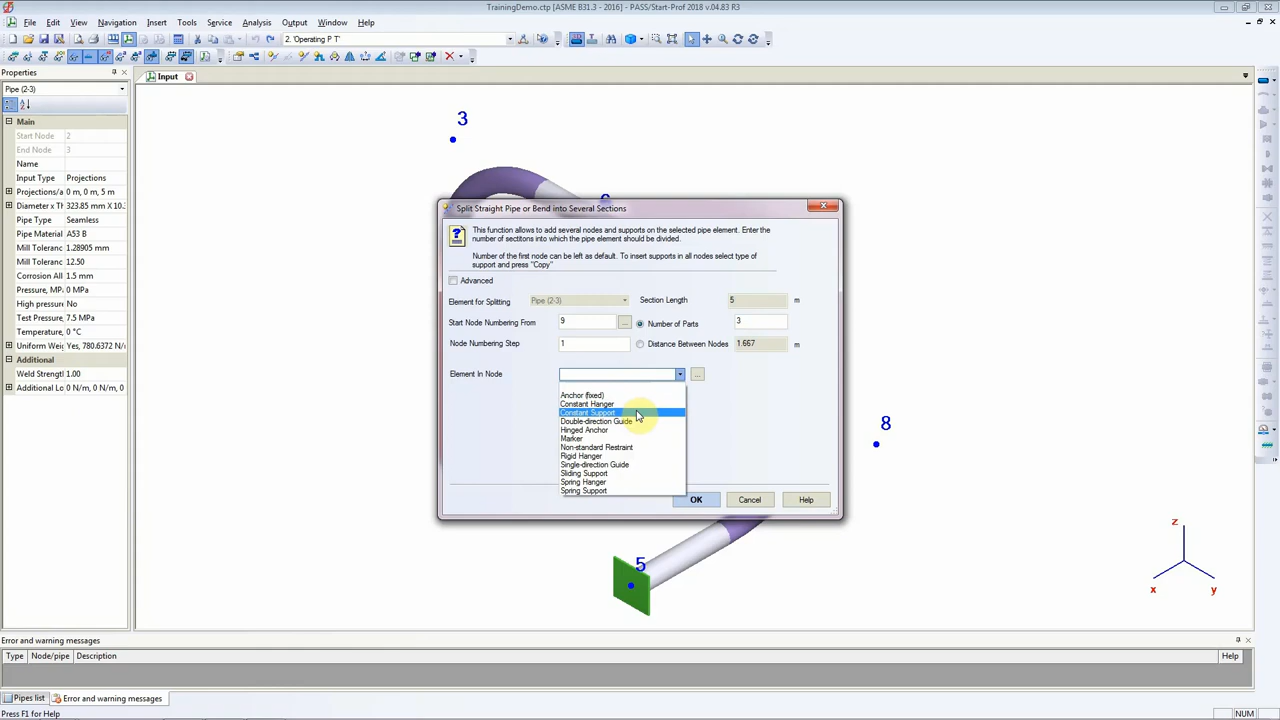 TrainingDemo.ctp [ASME B31.3 - 2016] - PASS/Start-Prof 2018 v.04.83 R3
File Edit View Navigation Insert Tools Service Analysis Output Window Help
2. 'Operating P T'
Properties
Input
Pipe (2-3)
Main
Start Node 2
End Node 3
Name
Input Type Projections
Projections/a 0 m, 0 m, 5 m
Diameter x Th 323.85 mm X 10.3
Pipe Type Seamless
Pipe Material A53 B
Mill Toleranc 1.28905 mm
Mill Toleranc 12.50
Corrosion All 1.5 mm
Pressure, MP
High pressure No
Test Pressure, 7.5 MPa
Temperature, 0 °C
Uniform Weig Yes, 780.6372 N/m
Additional
Weld Strengtl 1.00
Additional Lo 0 N/m, 0 N/m, 0
3
6
8
5
z
x
y
Split Straight Pipe or Bend into Several Sections
This function allows to add several nodes and supports on the selected pipe element. Enter the
number of sectitons into which the pipe element should be divided.
Number of the first node can be left as default. To insert supports in all nodes select type of
support and press "Copy"
Advanced
Element for Splitting Pipe (2-3) Section Length 5 m
Start Node Numbering From 9 ... Number of Parts 3
Node Numbering Step 1 Distance Between Nodes 1.667 m
Element In Node ...
Anchor (fixed)
Constant Hanger
Constant Support
Double-direction Guide
Hinged Anchor
Marker
Non-standard Restraint
Rigid Hanger
Single-direction Guide
Sliding Support
Spring Hanger
Spring Support
OK Cancel Help
Error and warning messages
Type Node/pipe Description Help
Pipes list Error and warning messages
Press F1 for Help NUM